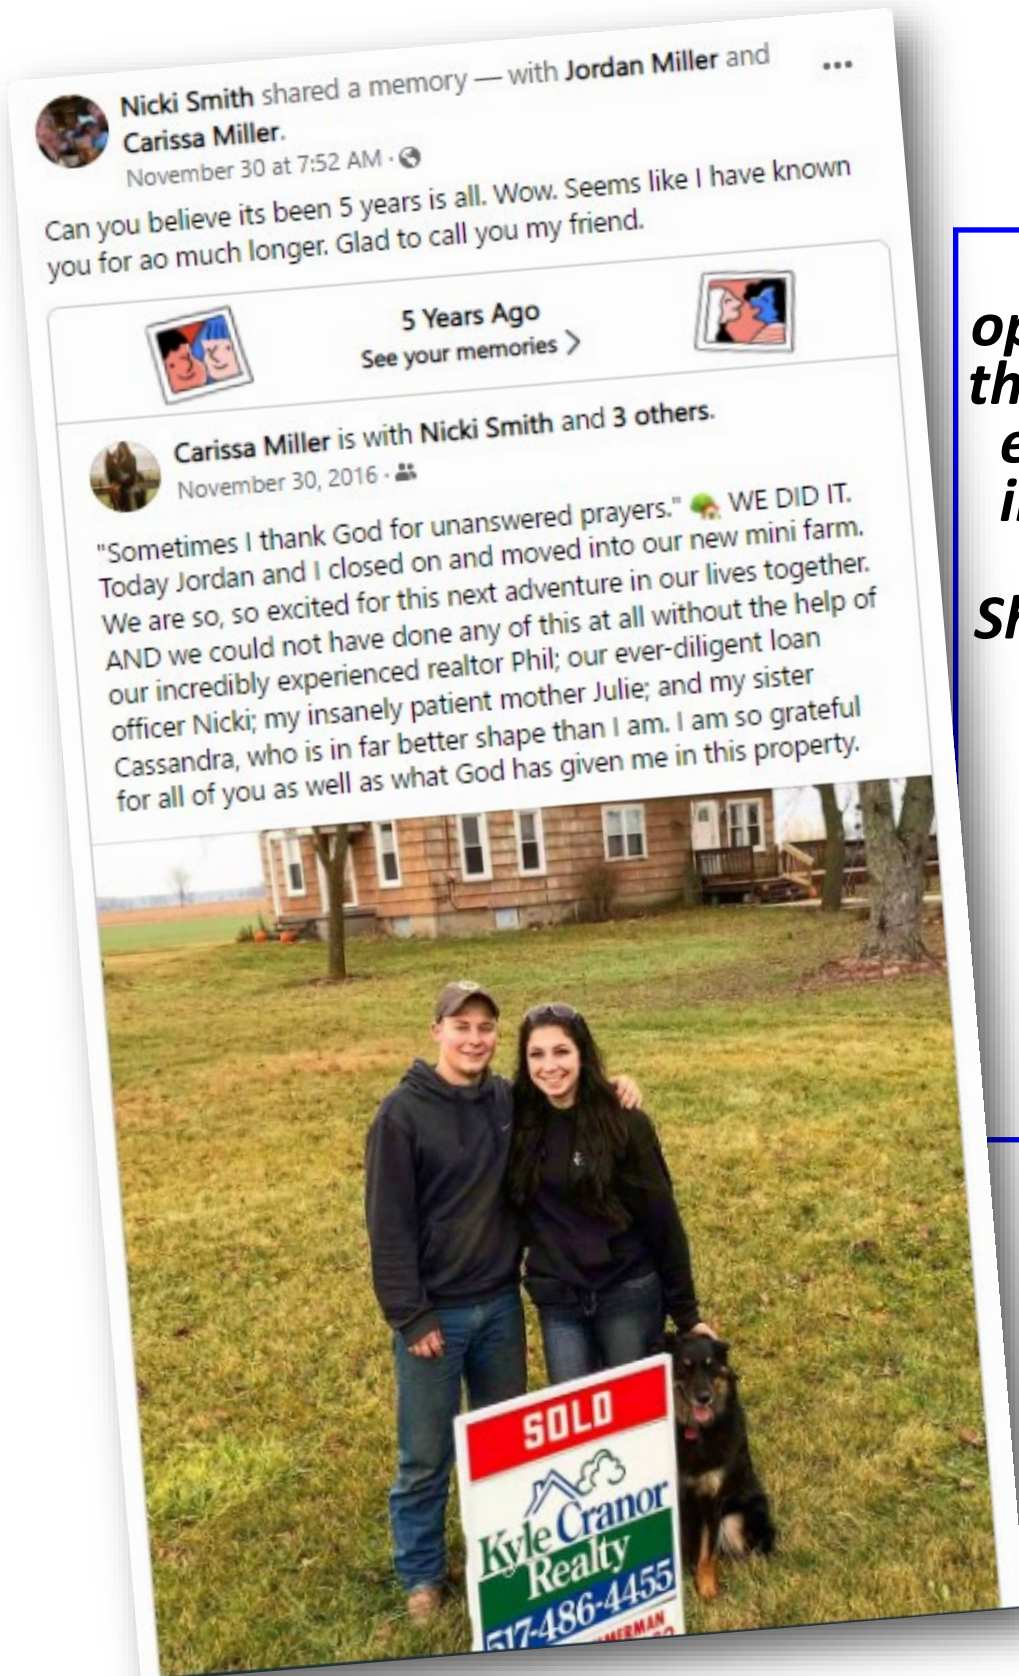 Nicki Smith shared a memory — with Jordan Miller and
Carissa Miller.
November 30 at 7:52 AM ·
Can you believe its been 5 years is all. Wow. Seems like I have known
you for ao much longer. Glad to call you my friend.
5 Years Ago
See your memories >
Carissa Miller is with Nicki Smith and 3 others.
November 30, 2016 ·
"Sometimes I thank God for unanswered prayers." 🏡 WE DID IT.
Today Jordan and I closed on and moved into our new mini farm.
We are so, so excited for this next adventure in our lives together.
AND we could not have done any of this at all without the help of
our incredibly experienced realtor Phil; our ever-diligent loan
officer Nicki; my insanely patient mother Julie; and my sister
Cassandra, who is in far better shape than I am. I am so grateful
for all of you as well as what God has given me in this property.
SOLD
Kyle Cranor
Realty
517-486-4455